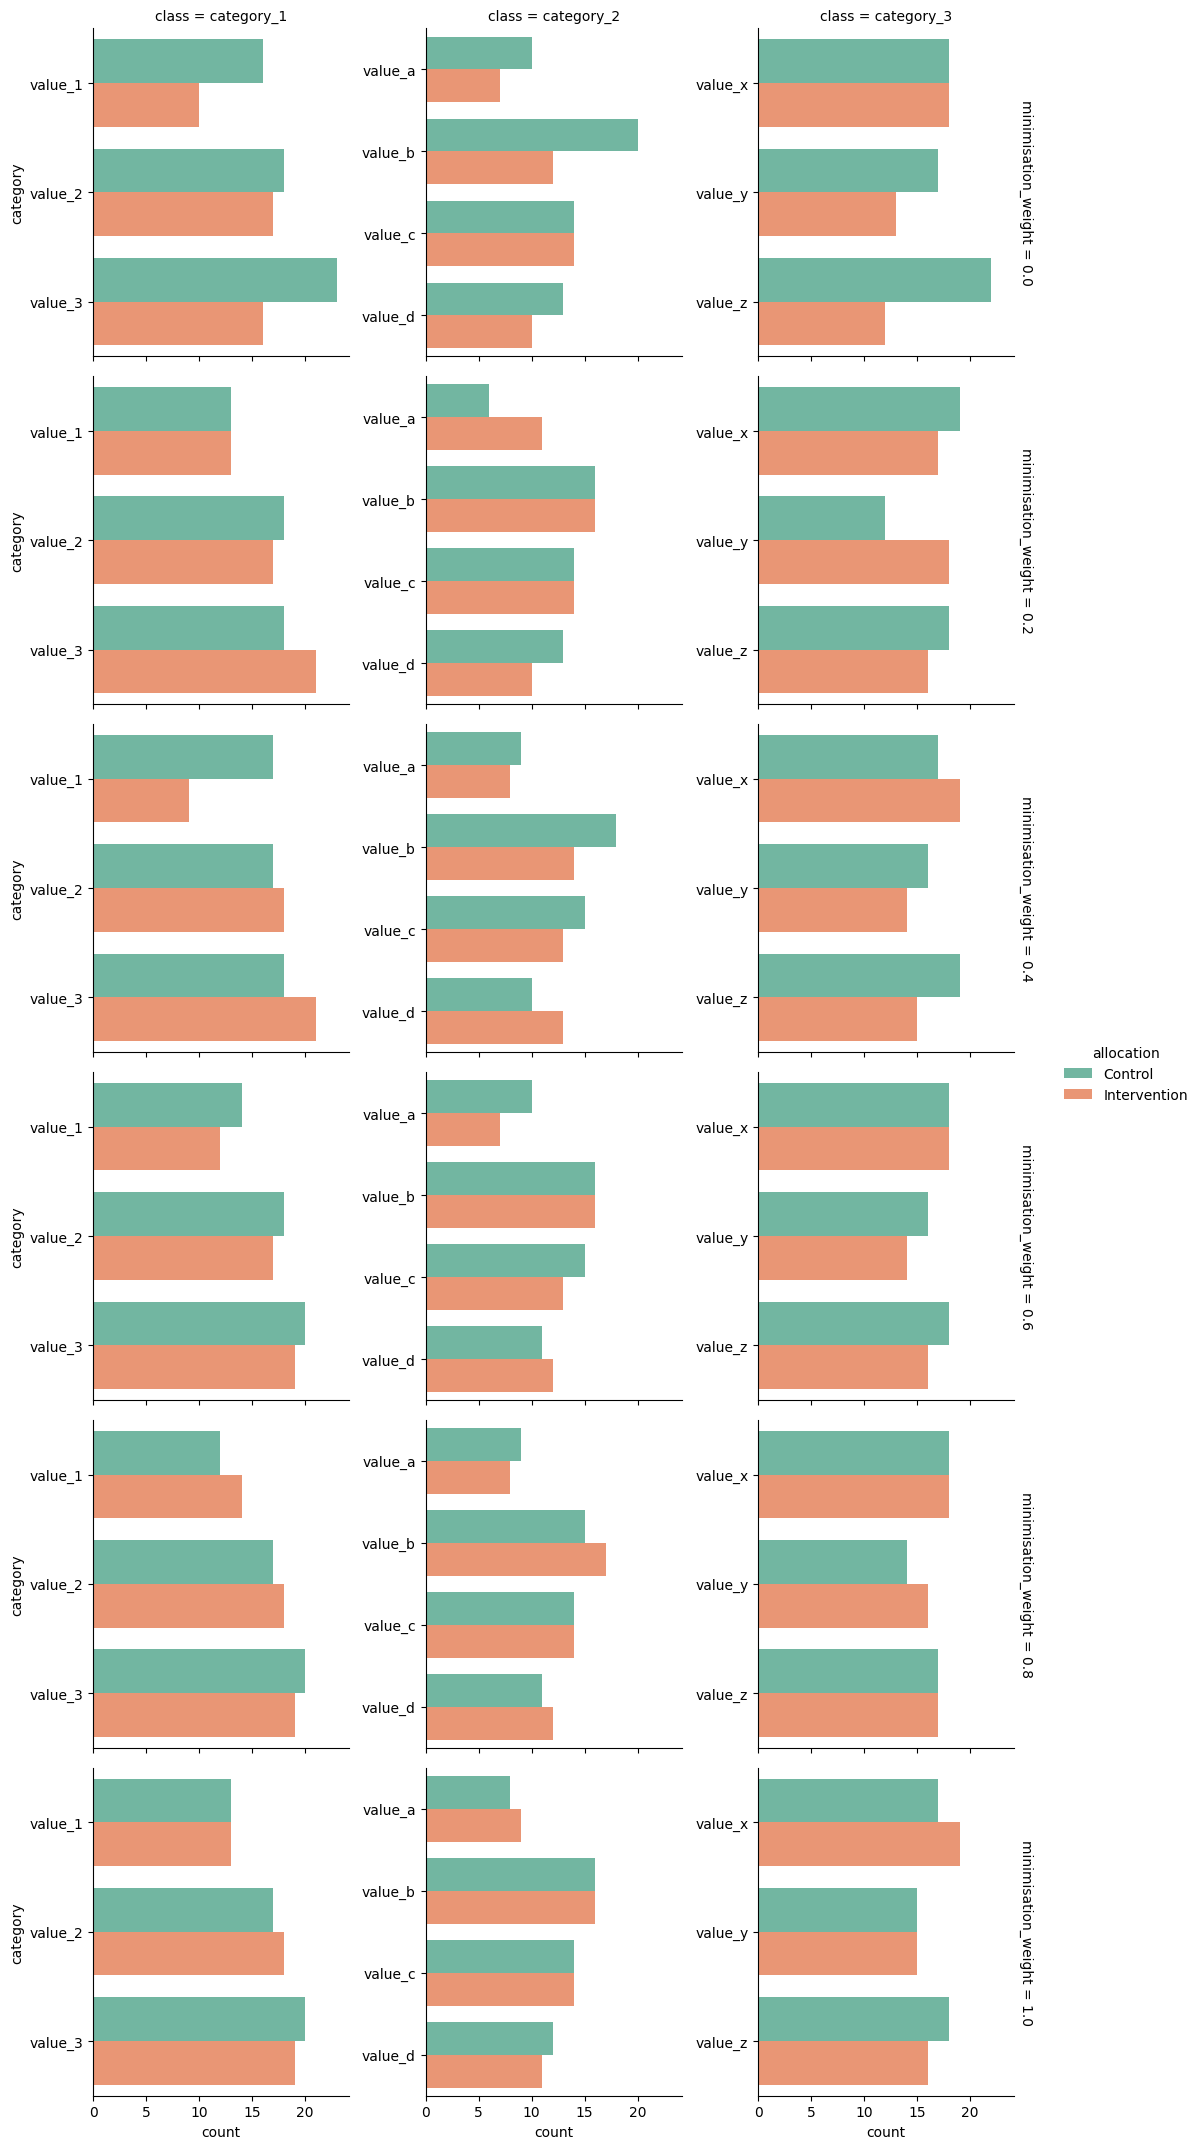 class = category_1
class = category_2
class = category_3
value_1
value_2
value_3
category
value_a
value_b
value_c
value_d
value_x
value_y
value_z
minimisation_weight = 0.0
value_1
value_2
value_3
category
value_a
value_b
value_c
value_d
value_x
value_y
value_z
minimisation_weight = 0.2
value_1
value_2
value_3
category
value_a
value_b
value_c
value_d
value_x
value_y
value_z
minimisation_weight = 0.4
allocation
Control
Intervention
value_1
value_2
value_3
category
value_a
value_b
value_c
value_d
value_x
value_y
value_z
minimisation_weight = 0.6
value_1
value_2
value_3
category
value_a
value_b
value_c
value_d
value_x
value_y
value_z
minimisation_weight = 0.8
value_1
value_2
value_3
category
value_a
value_b
value_c
value_d
value_x
value_y
value_z
minimisation_weight = 1.0
0 5 10 15 20
count
0 5 10 15 20
count
0 5 10 15 20
count